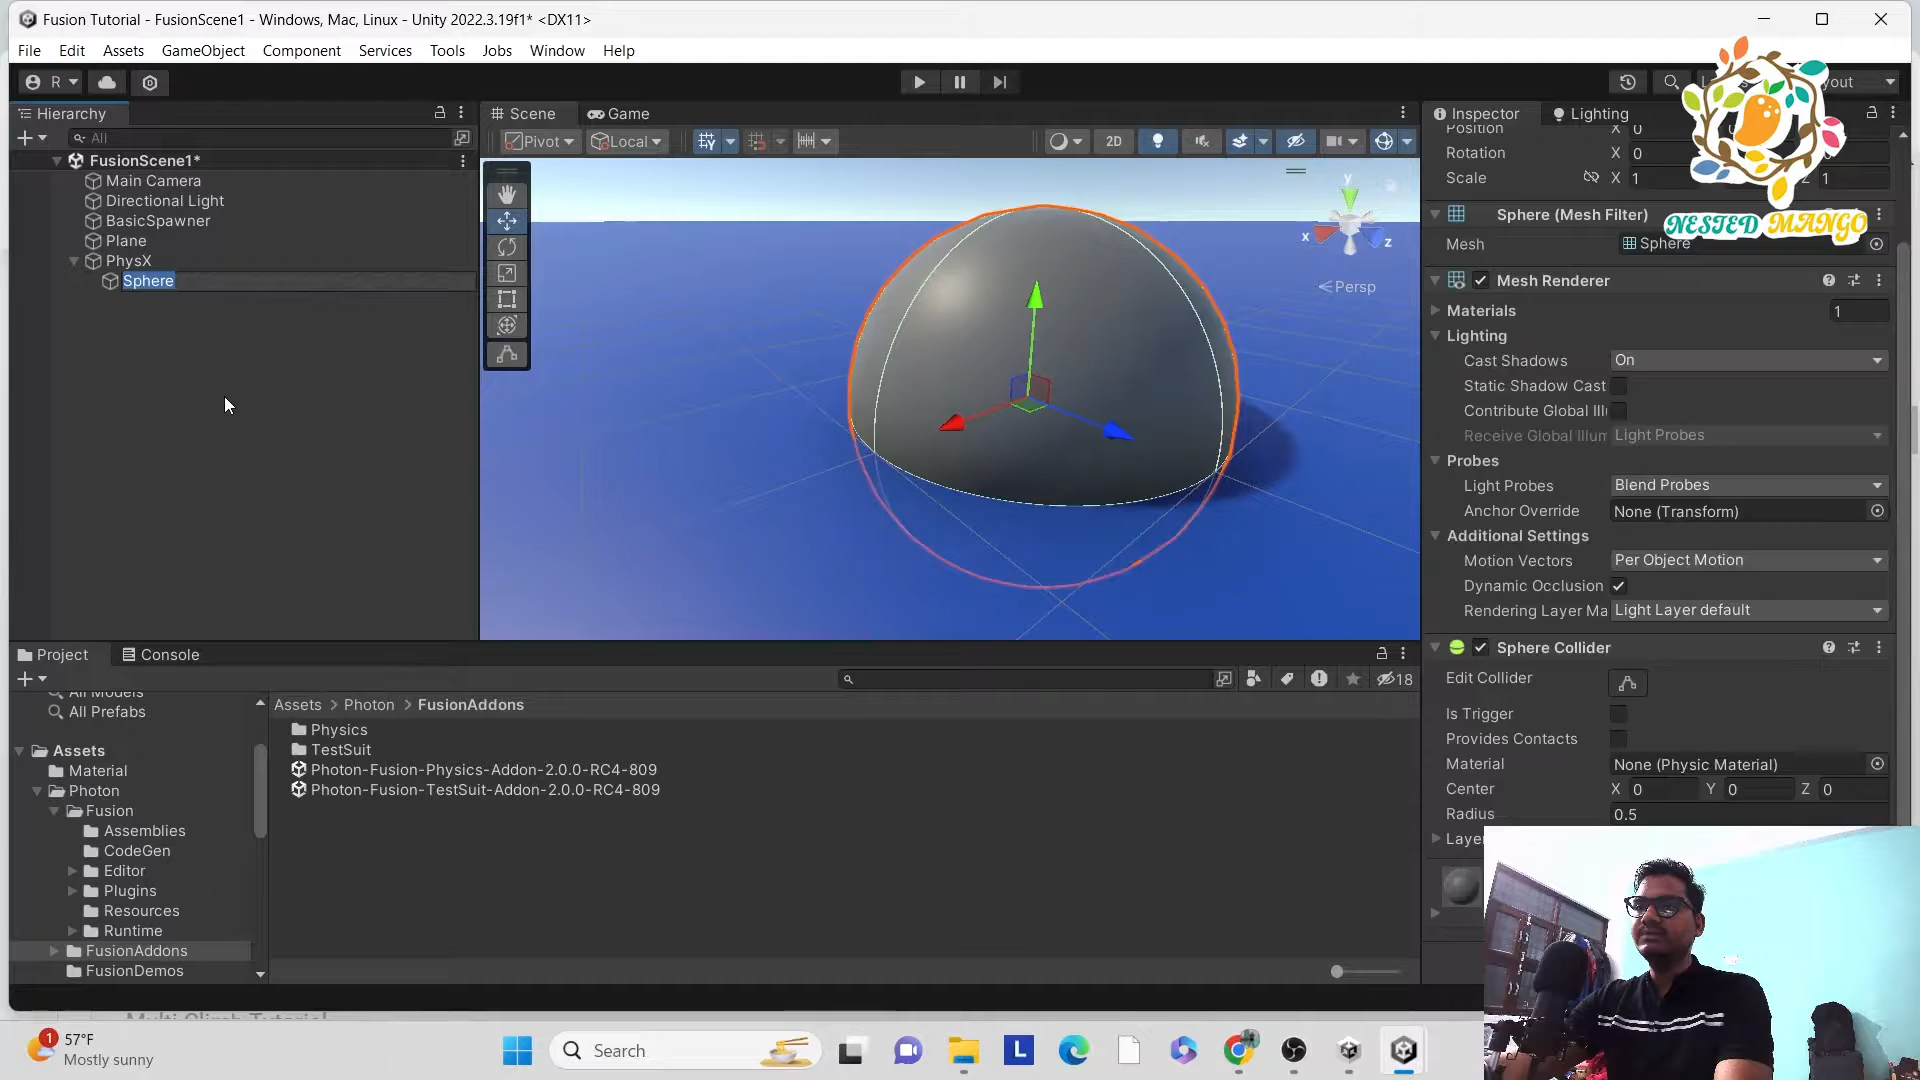 Fusion Tutorial - FusionScene1 - Windows, Mac, Linux - Unity 2022.3.19f1* <DX11>
File Edit Assets GameObject Component Services Tools Jobs Window Help
R
Hierarchy
All
FusionScene1*
Main Camera
Directional Light
BasicSpawner
Plane
PhysX
Sphere
Scene Game
Pivot Local 2D
y
x
z
Persp
Inspector Lighting
Position X 0
Rotation X 0
Scale X 1 Z 1
NESTED MANGO
Sphere (Mesh Filter)
Mesh Sphere
Mesh Renderer
Materials 1
Lighting
Cast Shadows On
Static Shadow Cast
Contribute Global Ill
Receive Global Illum Light Probes
Probes
Light Probes Blend Probes
Anchor Override None (Transform)
Additional Settings
Motion Vectors Per Object Motion
Dynamic Occlusion
Rendering Layer Ma Light Layer default
Sphere Collider
Edit Collider
Is Trigger
Provides Contacts
Material None (Physic Material)
Center X 0 Y 0 Z 0
Radius 0.5
Project Console
18
All Models
All Prefabs
Assets
Material
Photon
Fusion
Assemblies
CodeGen
Editor
Plugins
Resources
Runtime
FusionAddons
FusionDemos
Assets > Photon > FusionAddons
Physics
TestSuit
Photon-Fusion-Physics-Addon-2.0.0-RC4-809
Photon-Fusion-TestSuit-Addon-2.0.0-RC4-809
1
57°F
Mostly sunny
Search
L